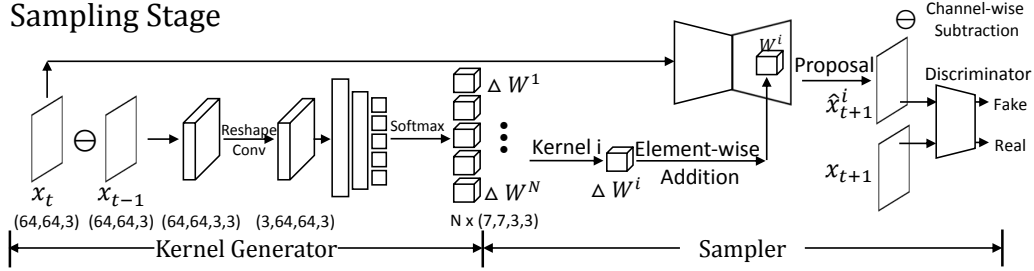 Sampling Stage
Channel-wise
Subtraction
W^i
△ W^1
Proposal
x̂^i_{t+1}
Discriminator
Fake
Reshape
Conv
Softmax
Kernel i
Element-wise
Addition
Real
x_t
x_{t-1}
△ W^N
△ W^i
x_{t+1}
(64,64,3)
(64,64,3)
(64,64,3,3)
(3,64,64,3)
N x (7,7,3,3)
Kernel Generator
Sampler